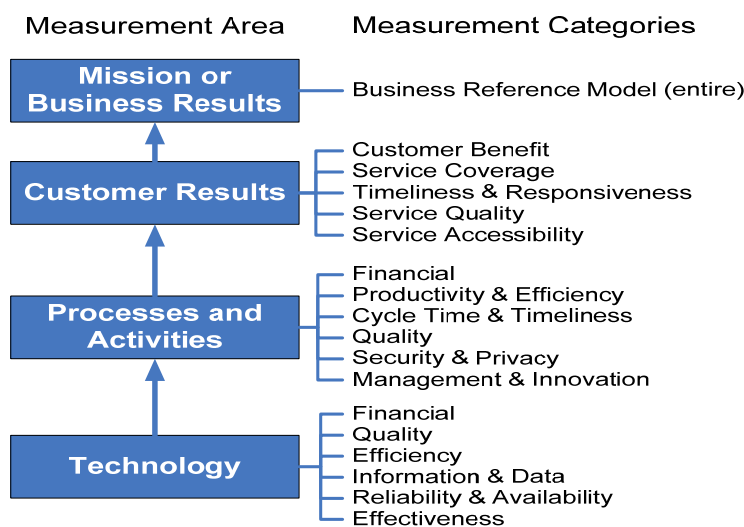 Measurement Area
Measurement Categories
Mission or
Business Results
Business Reference Model (entire)
Customer Results
Customer Benefit
Service Coverage
Timeliness & Responsiveness
Service Quality
Service Accessibility
Processes and
Activities
Financial
Productivity & Efficiency
Cycle Time & Timeliness
Quality
Security & Privacy
Management & Innovation
Technology
Financial
Quality
Efficiency
Information & Data
Reliability & Availability
Effectiveness